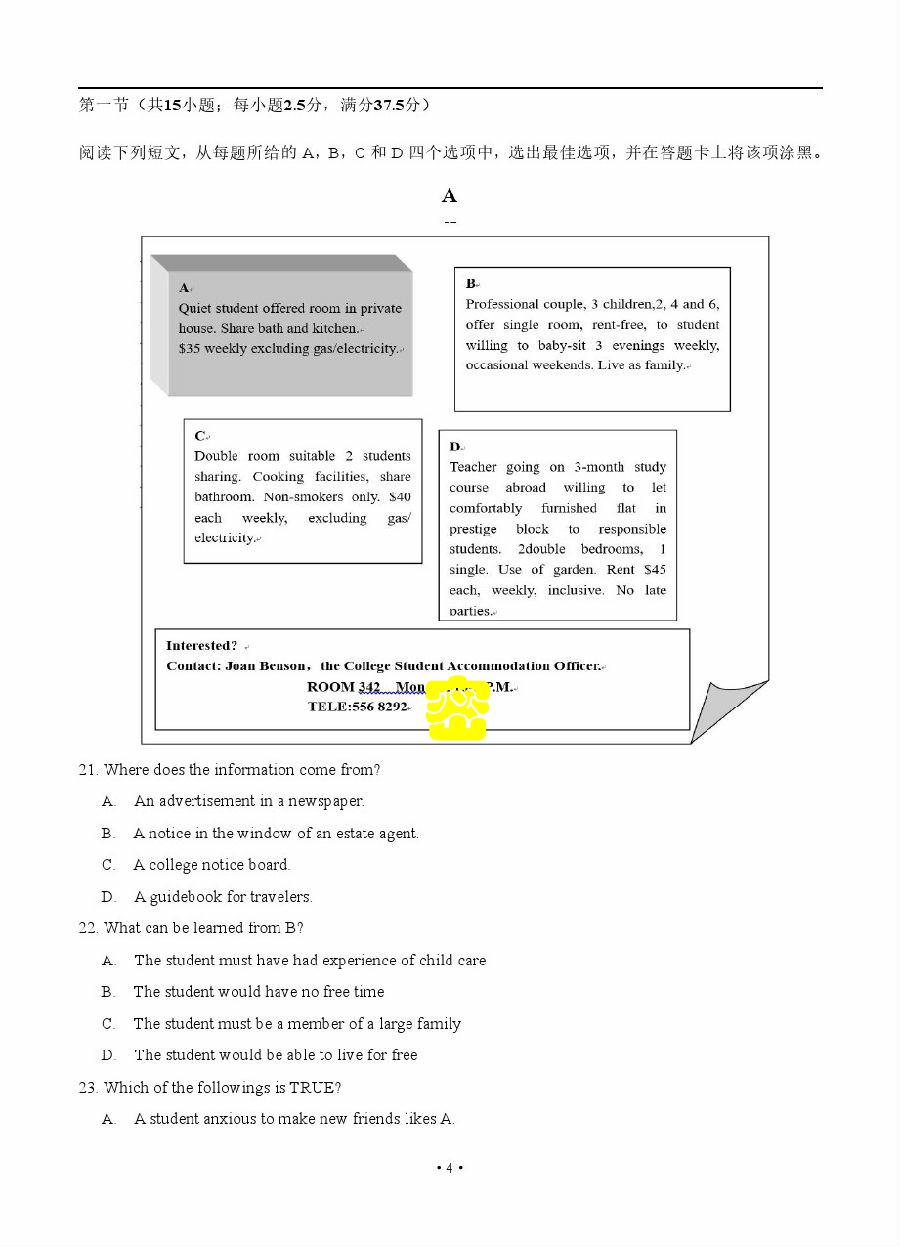 第一节（共15小题；每小题2.5分，满分37.5分）
阅读下列短文，从每题所给的 A，B，C 和 D 四个选项中，选出最佳选项，并在答题卡上将该项涂黑。
A
A
Quiet student offered room in private
house. Share bath and kitchen.
$35 weekly excluding gas/electricity.
B
Professional couple, 3 children,2, 4 and 6,
offer single room, rent-free, to student
willing to baby-sit 3 evenings weekly,
occasional weekends. Live as family.
C
Double room suitable 2 students
sharing. Cooking facilities, share
bathroom. Non-smokers only. $40
each weekly, excluding gas/
electricity.
D
Teacher going on 3-month study
course abroad willing to let
comfortably furnished flat in
prestige block to responsible
students. 2double bedrooms, 1
single. Use of garden. Rent $45
each, weekly, inclusive. No late
parties.
Interested?
Contact: Joan Benson，the College Student Accommodation Officer.
ROOM 342 Mon P.M.
TELE:556 8292
21. Where does the information come from?
A. An advertisement in a newspaper.
B. A notice in the window of an estate agent.
C. A college notice board.
D. A guidebook for travelers.
22. What can be learned from B?
A. The student must have had experience of child care
B. The student would have no free time
C. The student must be a member of a large family
D. The student would be able to live for free
23. Which of the followings is TRUE?
A. A student anxious to make new friends likes A.
• 4 •